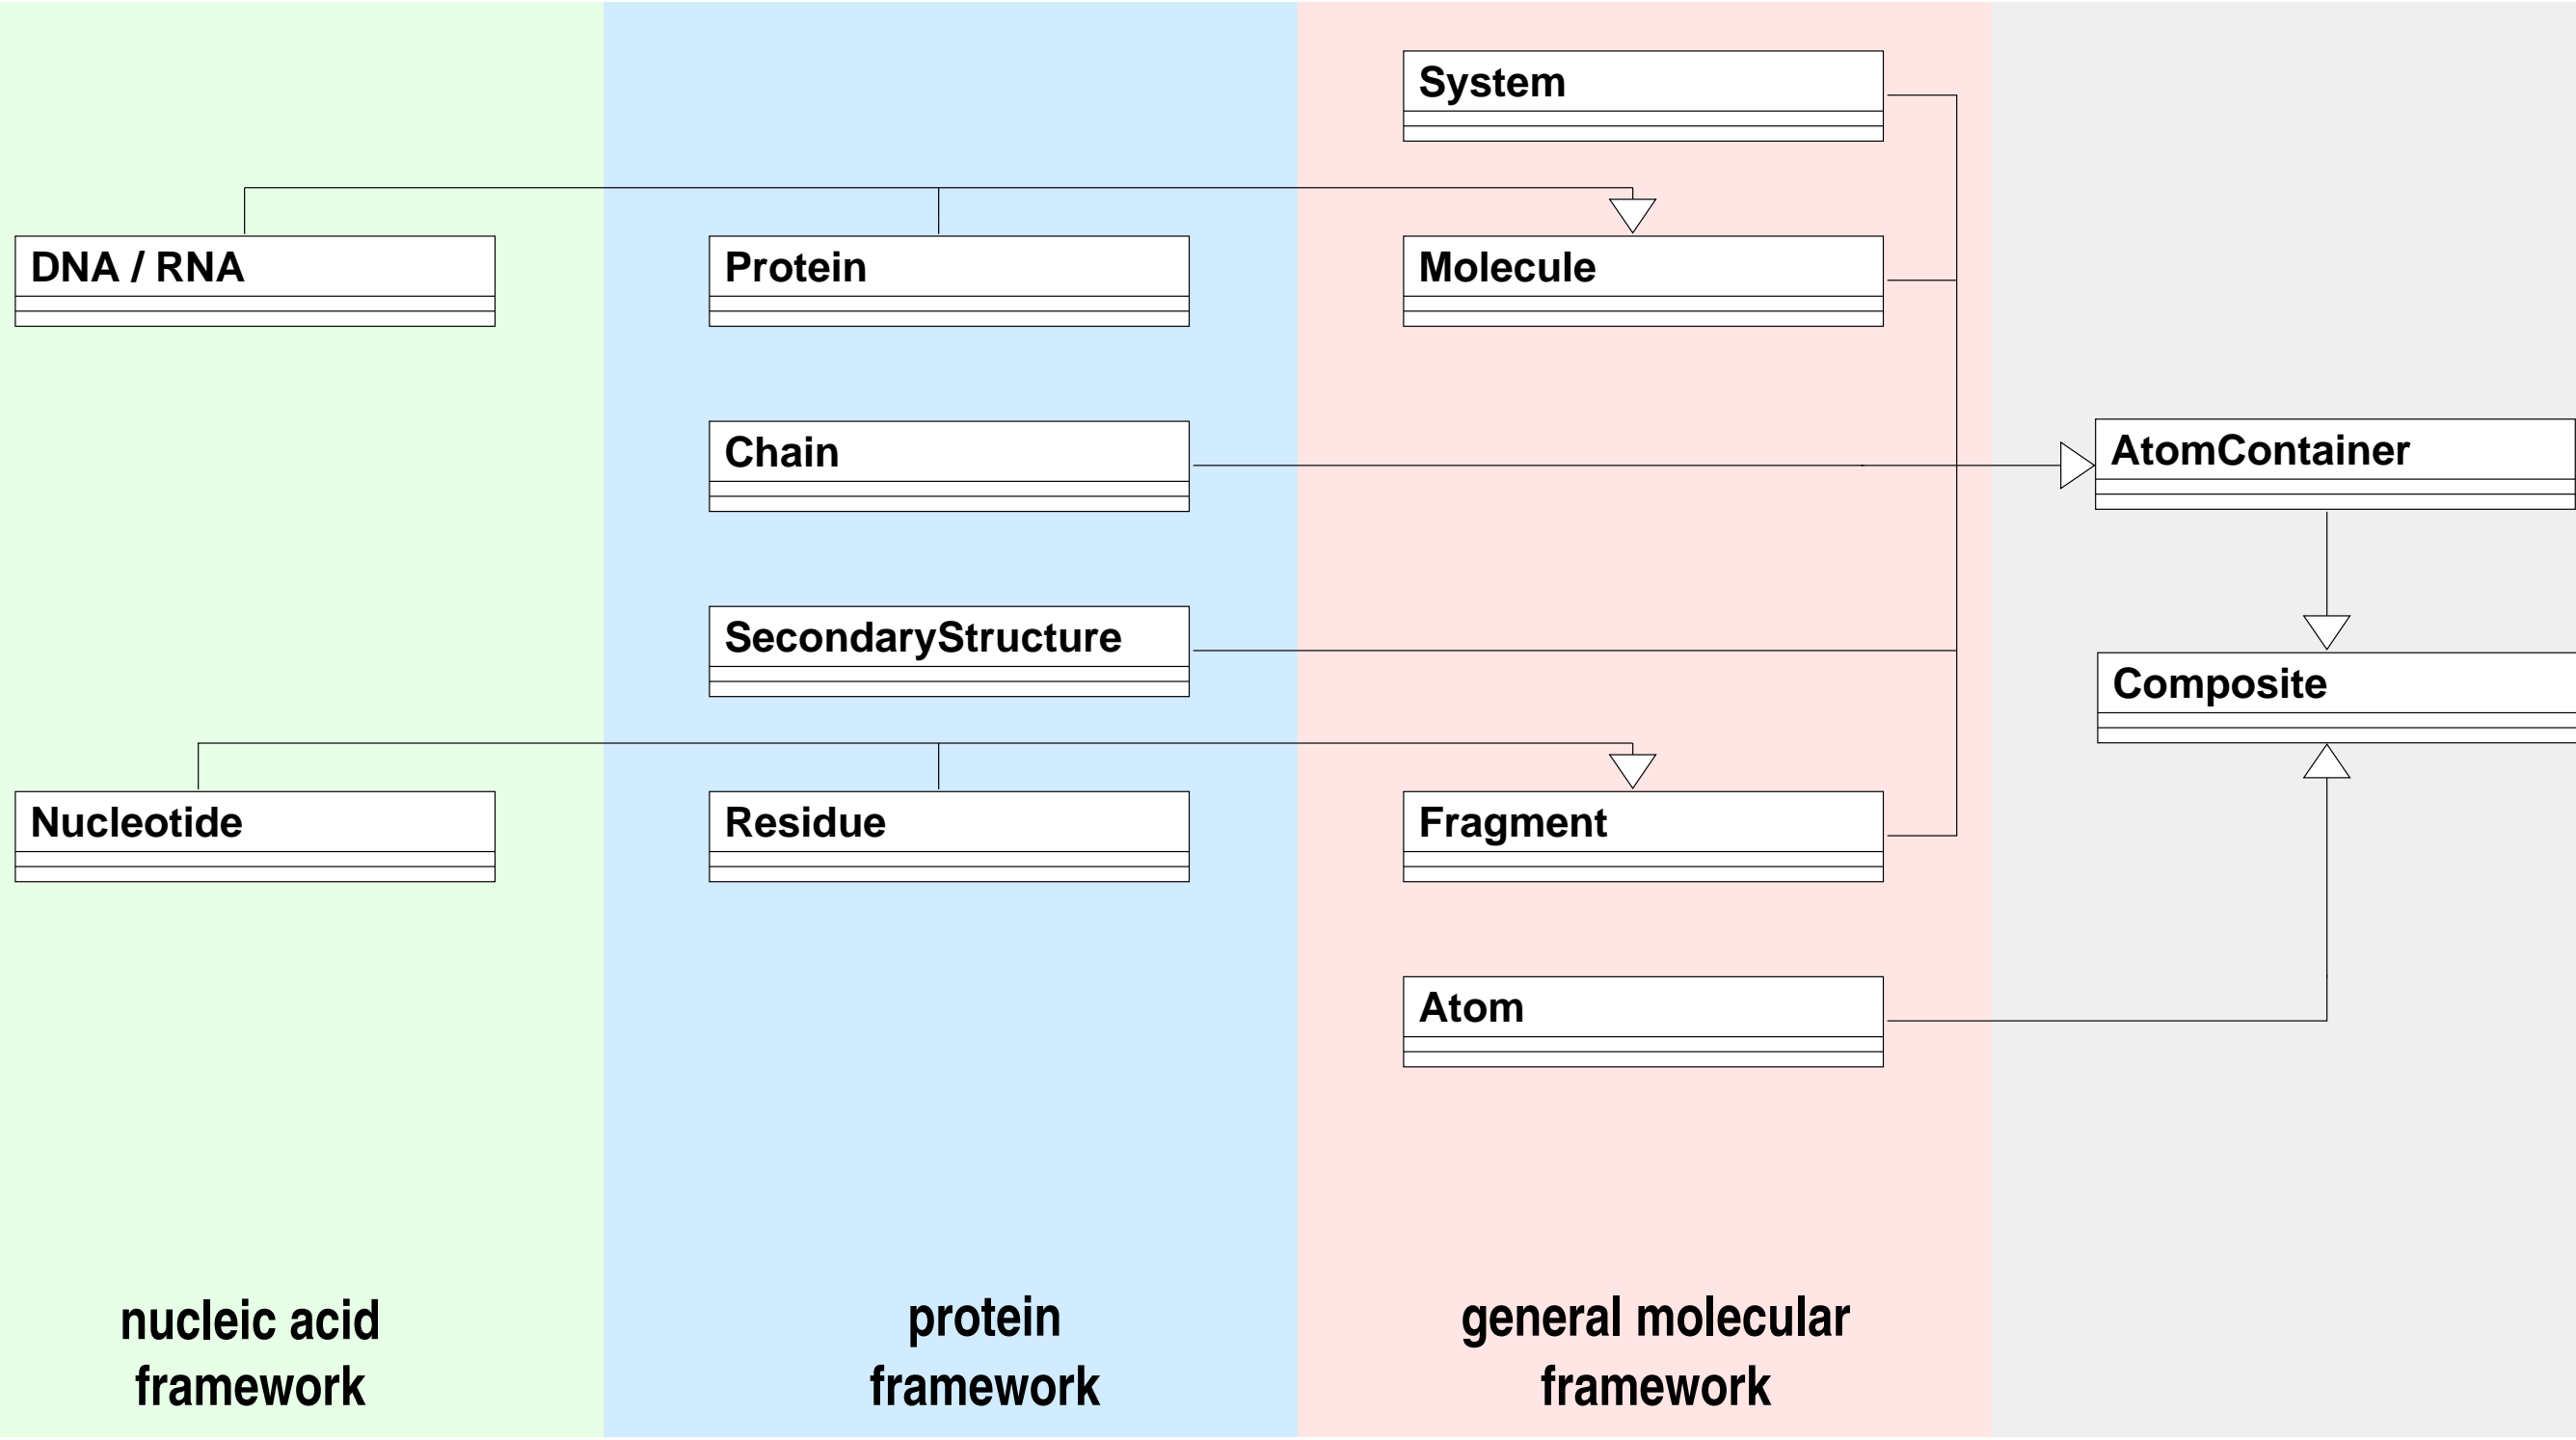 System
DNA / RNA
Protein
Molecule
Chain
AtomContainer
SecondaryStructure
Composite
Nucleotide
Residue
Fragment
Atom
nucleic acid
framework
protein
framework
general molecular
framework